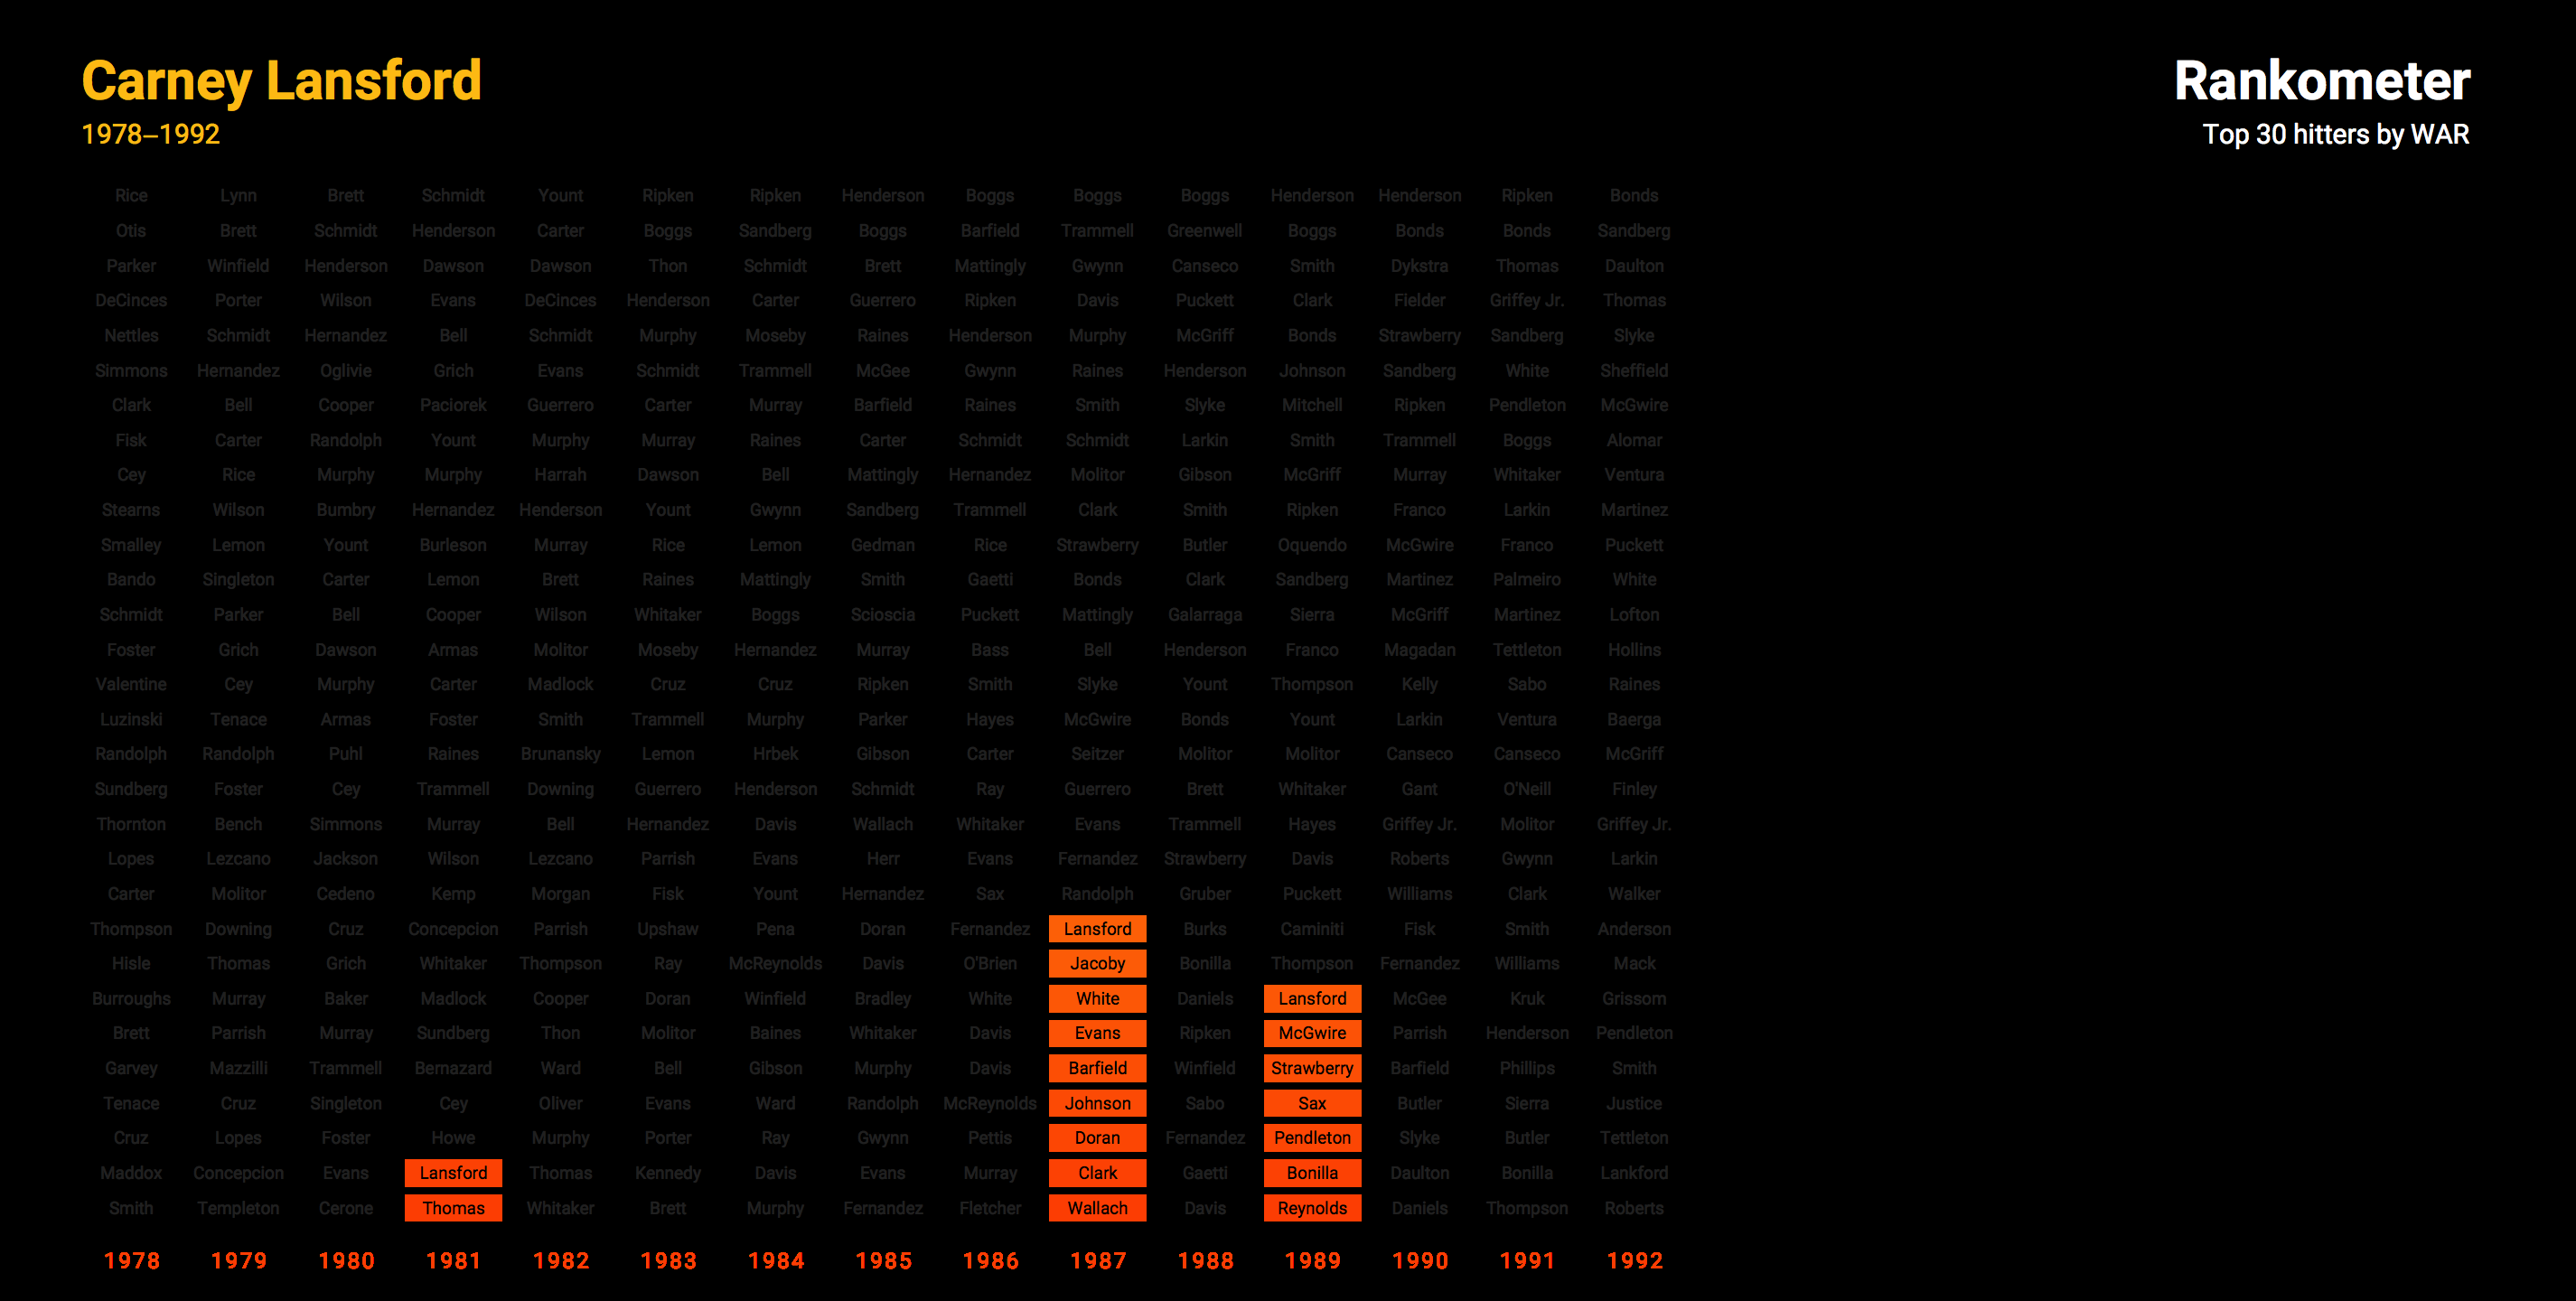 Carney Lansford
1978–1992
Rankometer
Top 30 hitters by WAR
Rice Lynn Brett Schmidt Yount Ripken Ripken Henderson Boggs Boggs Boggs Henderson Henderson Ripken Bonds
Otis Brett Schmidt Henderson Carter Boggs Sandberg Boggs Barfield Trammell Greenwell Boggs Bonds Bonds Sandberg
Parker Winfield Henderson Dawson Dawson Thon Schmidt Brett Mattingly Gwynn Canseco Smith Dykstra Thomas Daulton
DeCinces Porter Wilson Evans DeCinces Henderson Carter Guerrero Ripken Davis Puckett Clark Fielder Griffey Jr. Thomas
Nettles Schmidt Hernandez Bell Schmidt Murphy Moseby Raines Henderson Murphy McGriff Bonds Strawberry Sandberg Slyke
Simmons Hernandez Oglivie Grich Evans Schmidt Trammell McGee Gwynn Raines Henderson Johnson Sandberg White Sheffield
Clark Bell Cooper Paciorek Guerrero Carter Murray Barfield Raines Smith Slyke Mitchell Ripken Pendleton McGwire
Fisk Carter Randolph Yount Murphy Murray Raines Carter Schmidt Schmidt Larkin Smith Trammell Boggs Alomar
Cey Rice Murphy Murphy Harrah Dawson Bell Mattingly Hernandez Molitor Gibson McGriff Murray Whitaker Ventura
Stearns Wilson Bumbry Hernandez Henderson Yount Gwynn Sandberg Trammell Clark Smith Ripken Franco Larkin Martinez
Smalley Lemon Yount Burleson Murray Rice Lemon Gedman Rice Strawberry Butler Oquendo McGwire Franco Puckett
Bando Singleton Carter Lemon Brett Raines Mattingly Smith Gaetti Bonds Clark Sandberg Martinez Palmeiro White
Schmidt Parker Bell Cooper Wilson Whitaker Boggs Scioscia Puckett Mattingly Galarraga Sierra McGriff Martinez Lofton
Foster Grich Dawson Armas Molitor Moseby Hernandez Murray Bass Bell Henderson Franco Magadan Tettleton Hollins
Valentine Cey Murphy Carter Madlock Cruz Cruz Ripken Smith Slyke Yount Thompson Kelly Sabo Raines
Luzinski Tenace Armas Foster Smith Trammell Murphy Parker Hayes McGwire Bonds Yount Larkin Ventura Baerga
Randolph Randolph Puhl Raines Brunansky Lemon Hrbek Gibson Carter Seitzer Molitor Molitor Canseco Canseco McGriff
Sundberg Foster Cey Trammell Downing Guerrero Henderson Schmidt Ray Guerrero Brett Whitaker Gant O'Neill Finley
Thornton Bench Simmons Murray Bell Hernandez Davis Wallach Whitaker Evans Trammell Hayes Griffey Jr. Molitor Griffey Jr.
Lopes Lezcano Jackson Wilson Lezcano Parrish Evans Herr Evans Fernandez Strawberry Davis Roberts Gwynn Larkin
Carter Molitor Cedeno Kemp Morgan Fisk Yount Hernandez Sax Randolph Gruber Puckett Williams Clark Walker
Thompson Downing Cruz Concepcion Parrish Upshaw Pena Doran Fernandez Lansford Burks Caminiti Fisk Smith Anderson
Hisle Thomas Grich Whitaker Thompson Ray McReynolds Davis O'Brien Jacoby Bonilla Thompson Fernandez Williams Mack
Burroughs Murray Baker Madlock Cooper Doran Winfield Bradley White White Daniels Lansford McGee Kruk Grissom
Brett Parrish Murray Sundberg Thon Molitor Baines Whitaker Davis Evans Ripken McGwire Parrish Henderson Pendleton
Garvey Mazzilli Trammell Bernazard Ward Bell Gibson Murphy Davis Barfield Winfield Strawberry Barfield Phillips Smith
Tenace Cruz Singleton Cey Oliver Evans Ward Randolph McReynolds Johnson Sabo Sax Butler Sierra Justice
Cruz Lopes Foster Howe Murphy Porter Ray Gwynn Pettis Doran Fernandez Pendleton Slyke Butler Tettleton
Maddox Concepcion Evans Lansford Thomas Kennedy Davis Evans Murray Clark Gaetti Bonilla Daulton Bonilla Lankford
Smith Templeton Cerone Thomas Whitaker Brett Murphy Fernandez Fletcher Wallach Davis Reynolds Daniels Thompson Roberts
1978 1979 1980 1981 1982 1983 1984 1985 1986 1987 1988 1989 1990 1991 1992